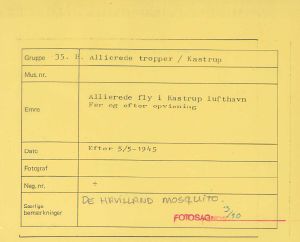 Gruppe 35. H. Allierede tropper / Kastrup
Mus.nr.
Allierede fly i Kastrup lufthavn
Emne Før og efter opvisning
Dato Efter 5/5-1945
Fotograf
Neg.nr. ÷
Særlige bemærkninger DE HAVILLAND MOSQUITO.
FOTOSAG
3/10